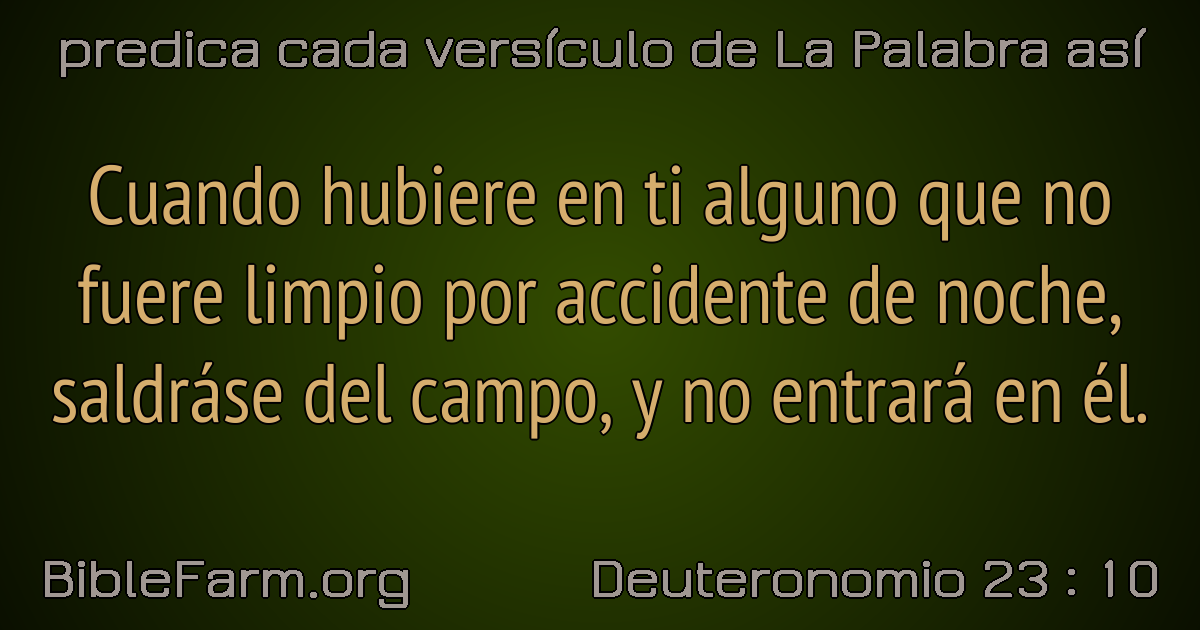 predica cada versículo de La Palabra así
Cuando hubiere en ti alguno que no
fuere limpio por accidente de noche,
saldráse del campo, y no entrará en él.
BibleFarm.org
Deuteronomio 23 : 10